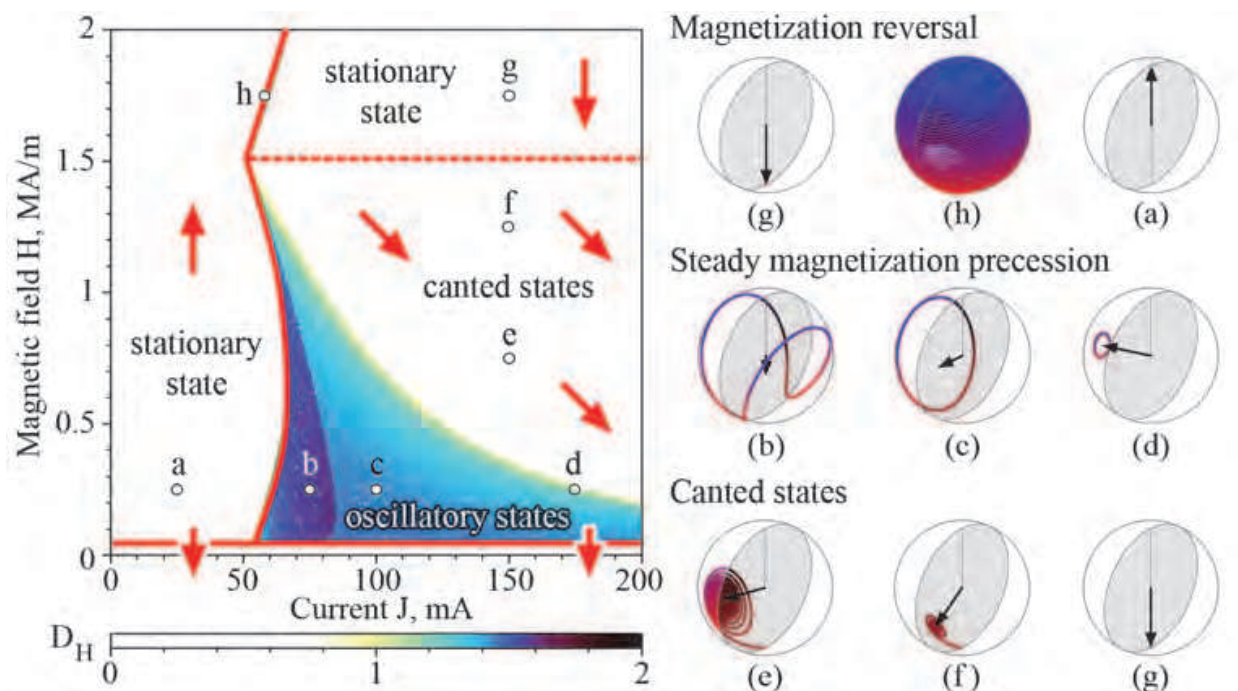 Magnetic field H, MA/m
2
1.5
1
0.5
0
stationary
state
g
h
f
canted states
e
stationary
state
a
b
c
d
oscillatory states
0
50
100
150
200
Current J, mA
D_H
0
1
2
Magnetization reversal
(g)
(h)
(a)
Steady magnetization precession
(b)
(c)
(d)
Canted states
(e)
(f)
(g)